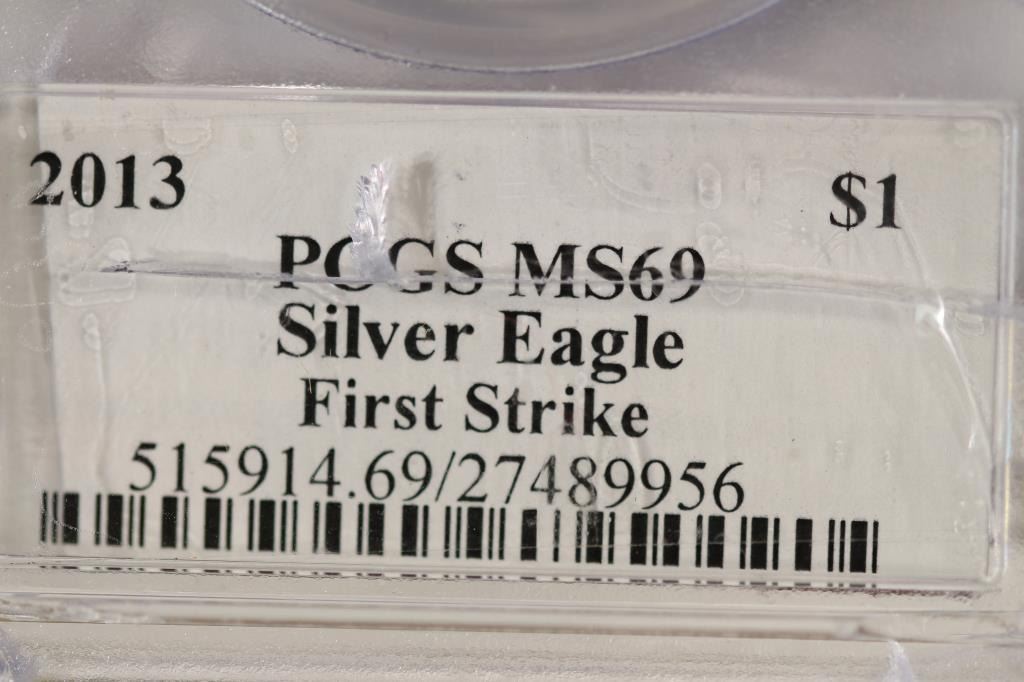 2013 $1
PCGS MS69
Silver Eagle
First Strike
515914.69/27489956